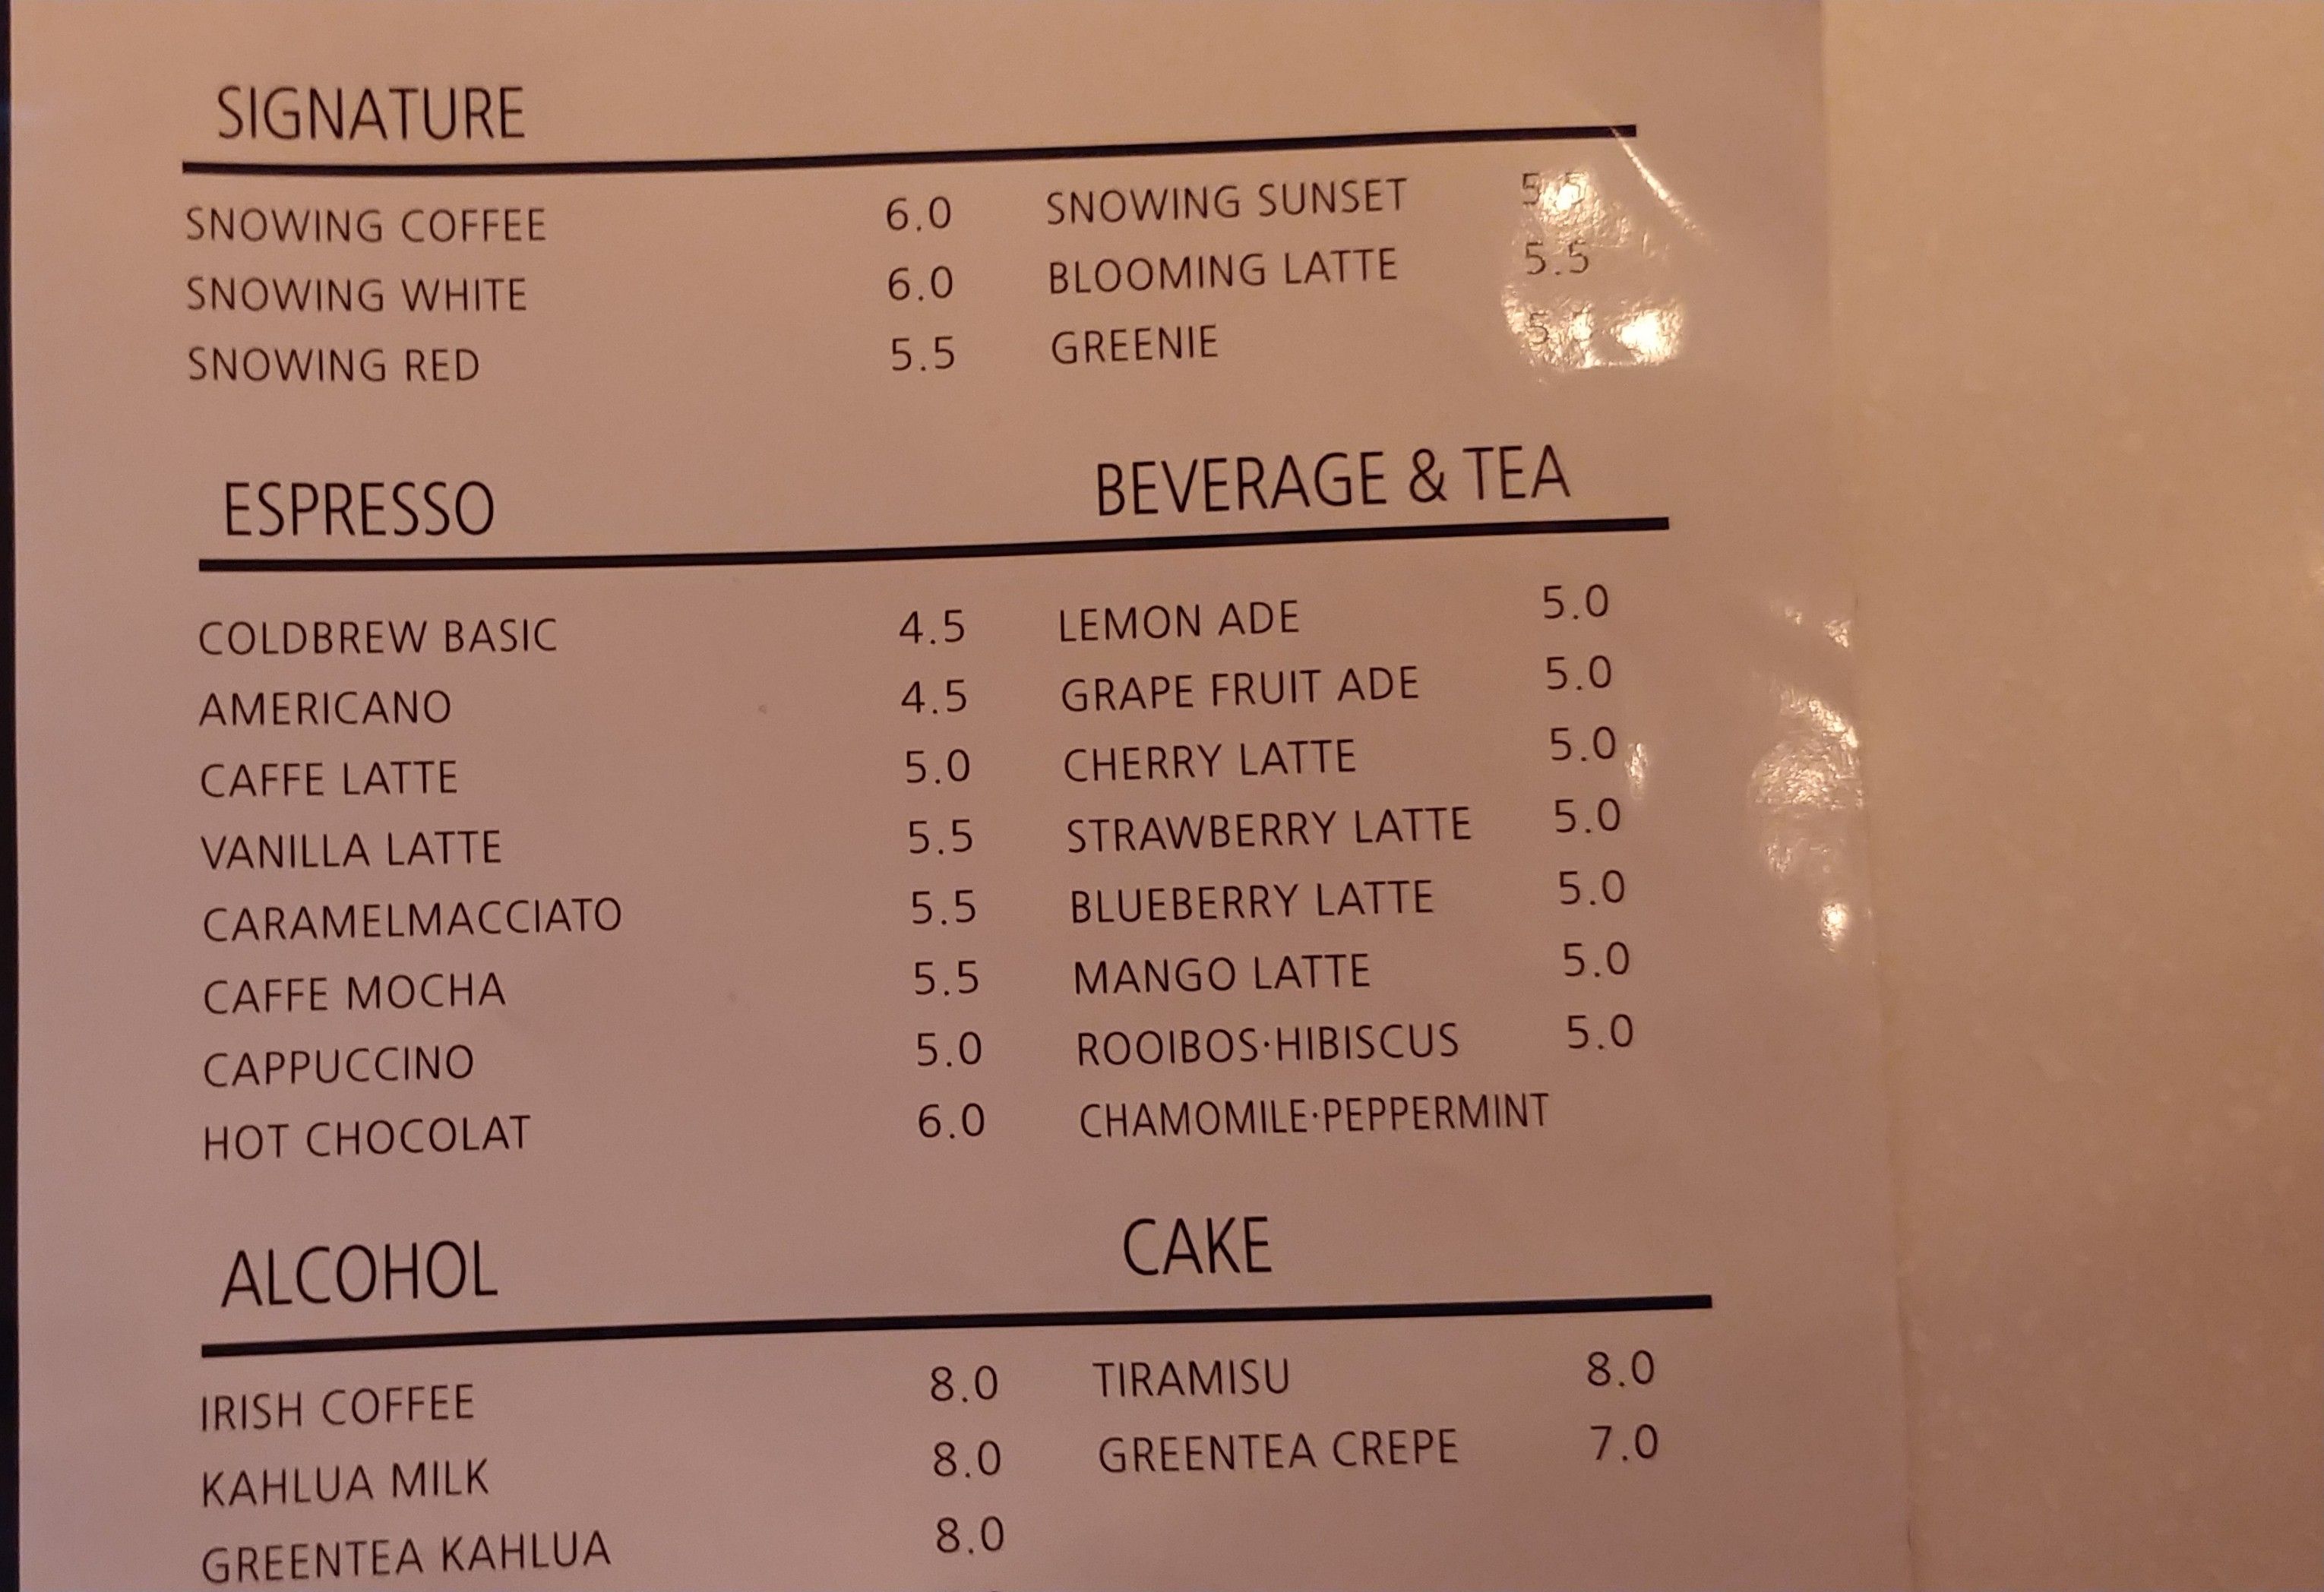 SIGNATURE
SNOWING COFFEE 6.0
SNOWING WHITE 6.0
SNOWING RED 5.5
SNOWING SUNSET 5.5
BLOOMING LATTE 5.5
GREENIE
ESPRESSO
COLDBREW BASIC 4.5
AMERICANO 4.5
CAFFE LATTE 5.0
VANILLA LATTE 5.5
CARAMELMACCIATO 5.5
CAFFE MOCHA 5.5
CAPPUCCINO 5.0
HOT CHOCOLAT 6.0
BEVERAGE & TEA
LEMON ADE 5.0
GRAPE FRUIT ADE 5.0
CHERRY LATTE 5.0
STRAWBERRY LATTE 5.0
BLUEBERRY LATTE 5.0
MANGO LATTE 5.0
ROOIBOS·HIBISCUS 5.0
CHAMOMILE·PEPPERMINT
ALCOHOL
IRISH COFFEE 8.0
KAHLUA MILK 8.0
GREENTEA KAHLUA 8.0
CAKE
TIRAMISU 8.0
GREENTEA CREPE 7.0